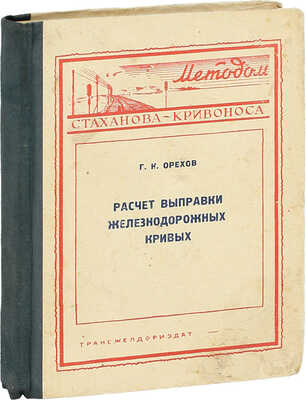 Методом
СТАХАНОВА–КРИВОНОСА
Г. К. ОРЕХОВ
РАСЧЕТ ВЫПРАВКИ
ЖЕЛЕЗНОДОРОЖНЫХ
КРИВЫХ
ТРАНСЖЕЛДОРИЗДАТ